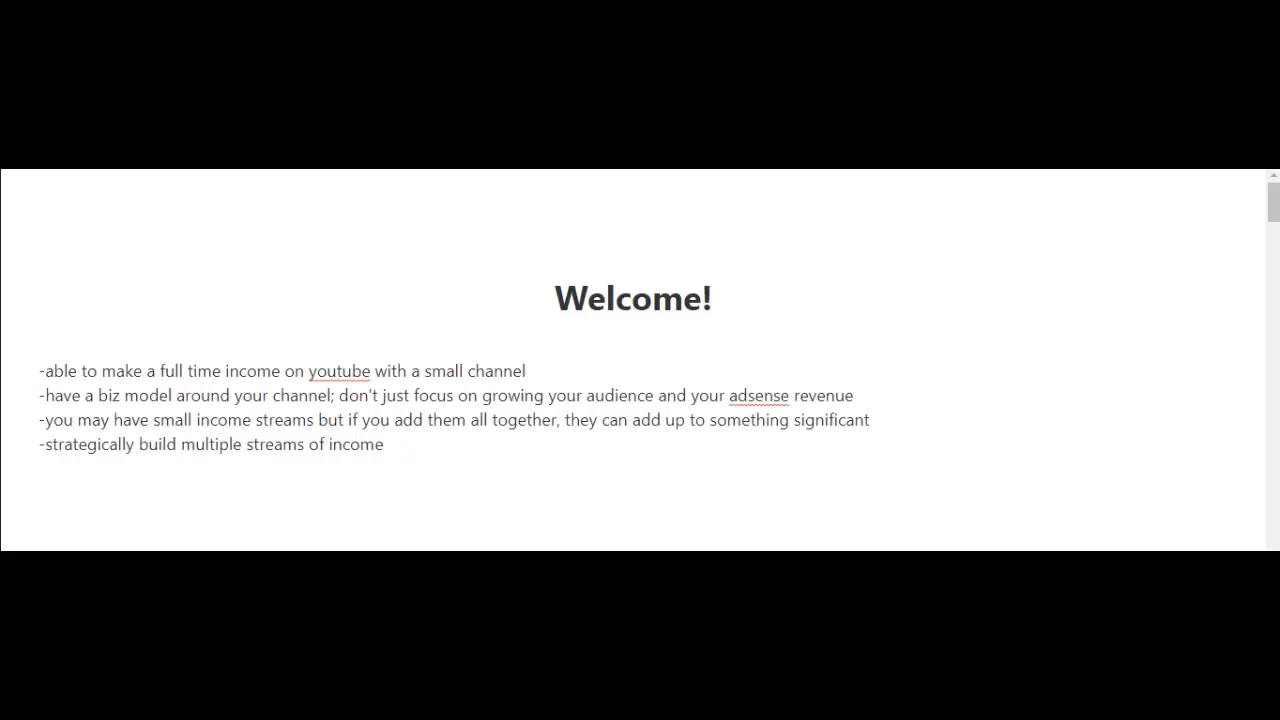 Welcome!
-able to make a full time income on youtube with a small channel
-have a biz model around your channel; don't just focus on growing your audience and your adsense revenue
-you may have small income streams but if you add them all together, they can add up to something significant
-strategically build multiple streams of income